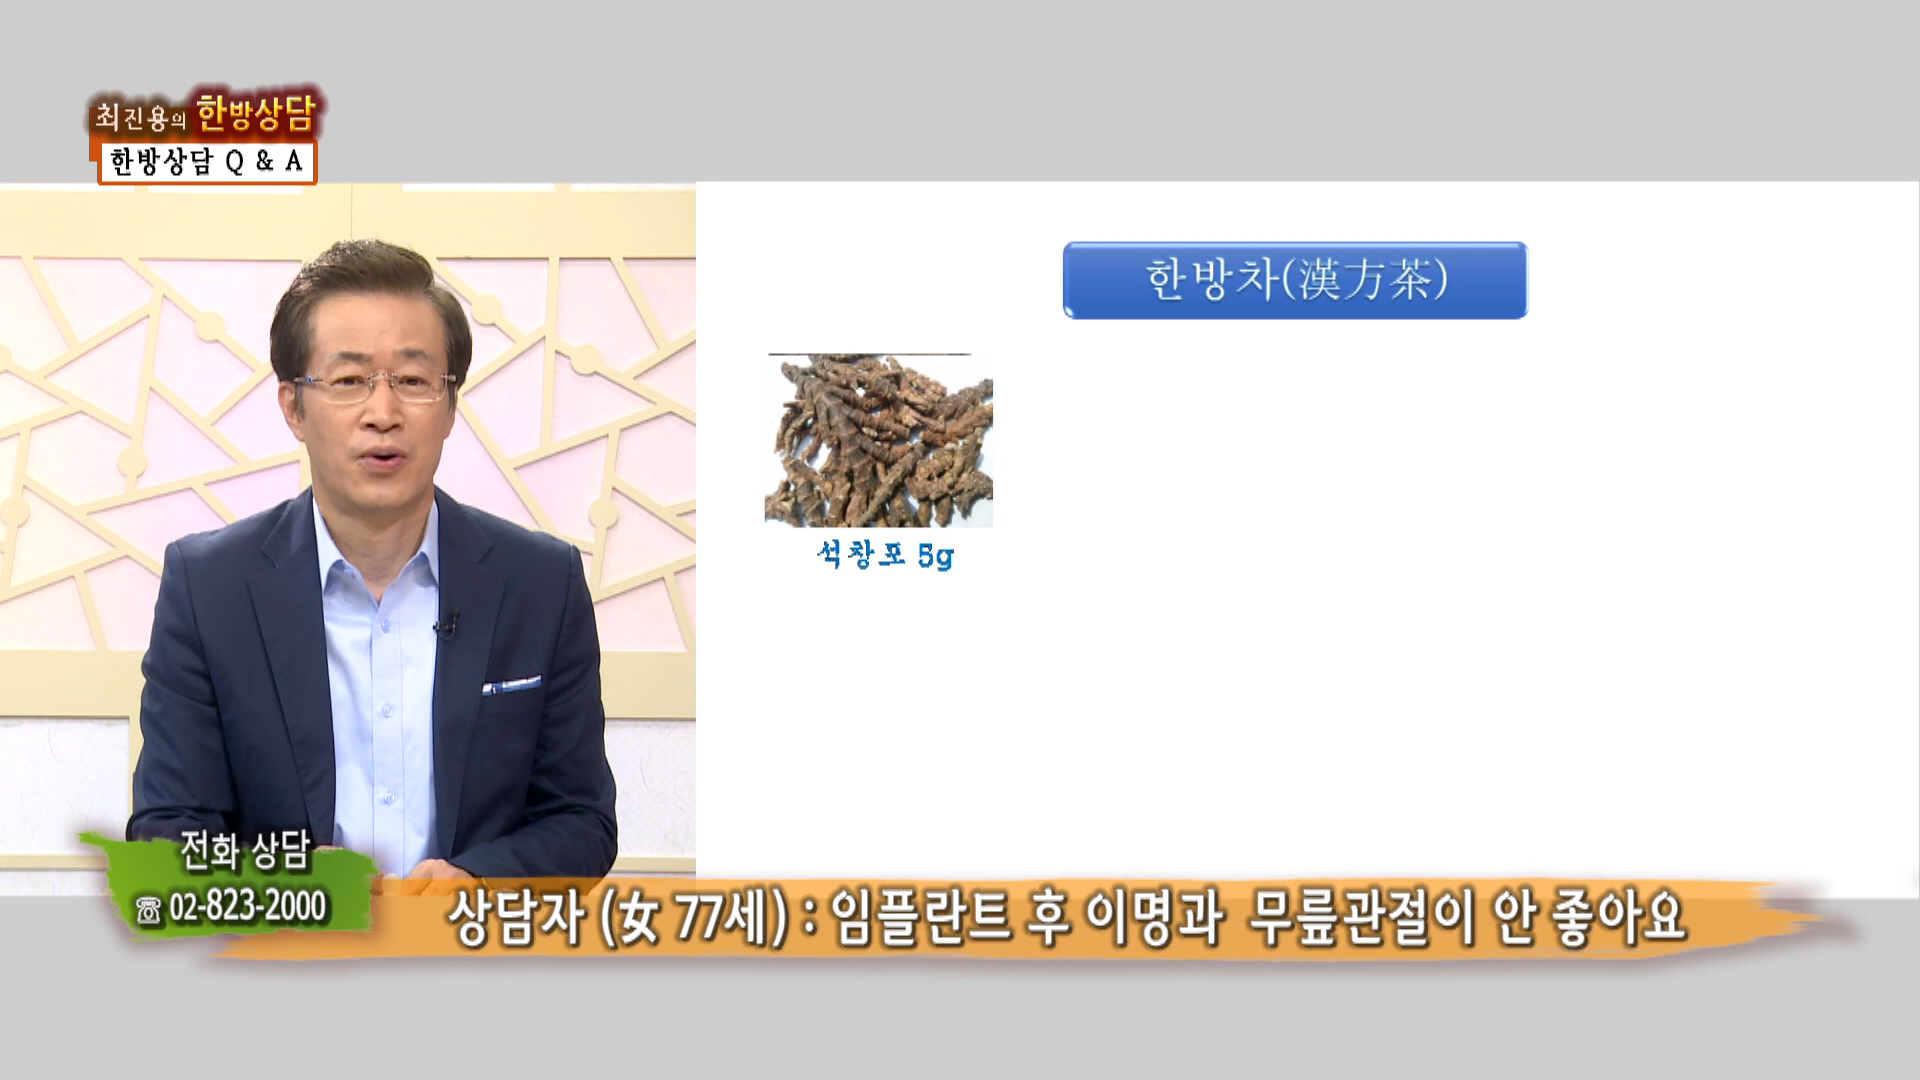 최진용의 한방상담
한방상담 Q & A
한방차(漢方茶)
석창포 5g
전화 상담
☎ 02-823-2000
상담자 (女 77세) : 임플란트 후 이명과 무릎관절이 안 좋아요